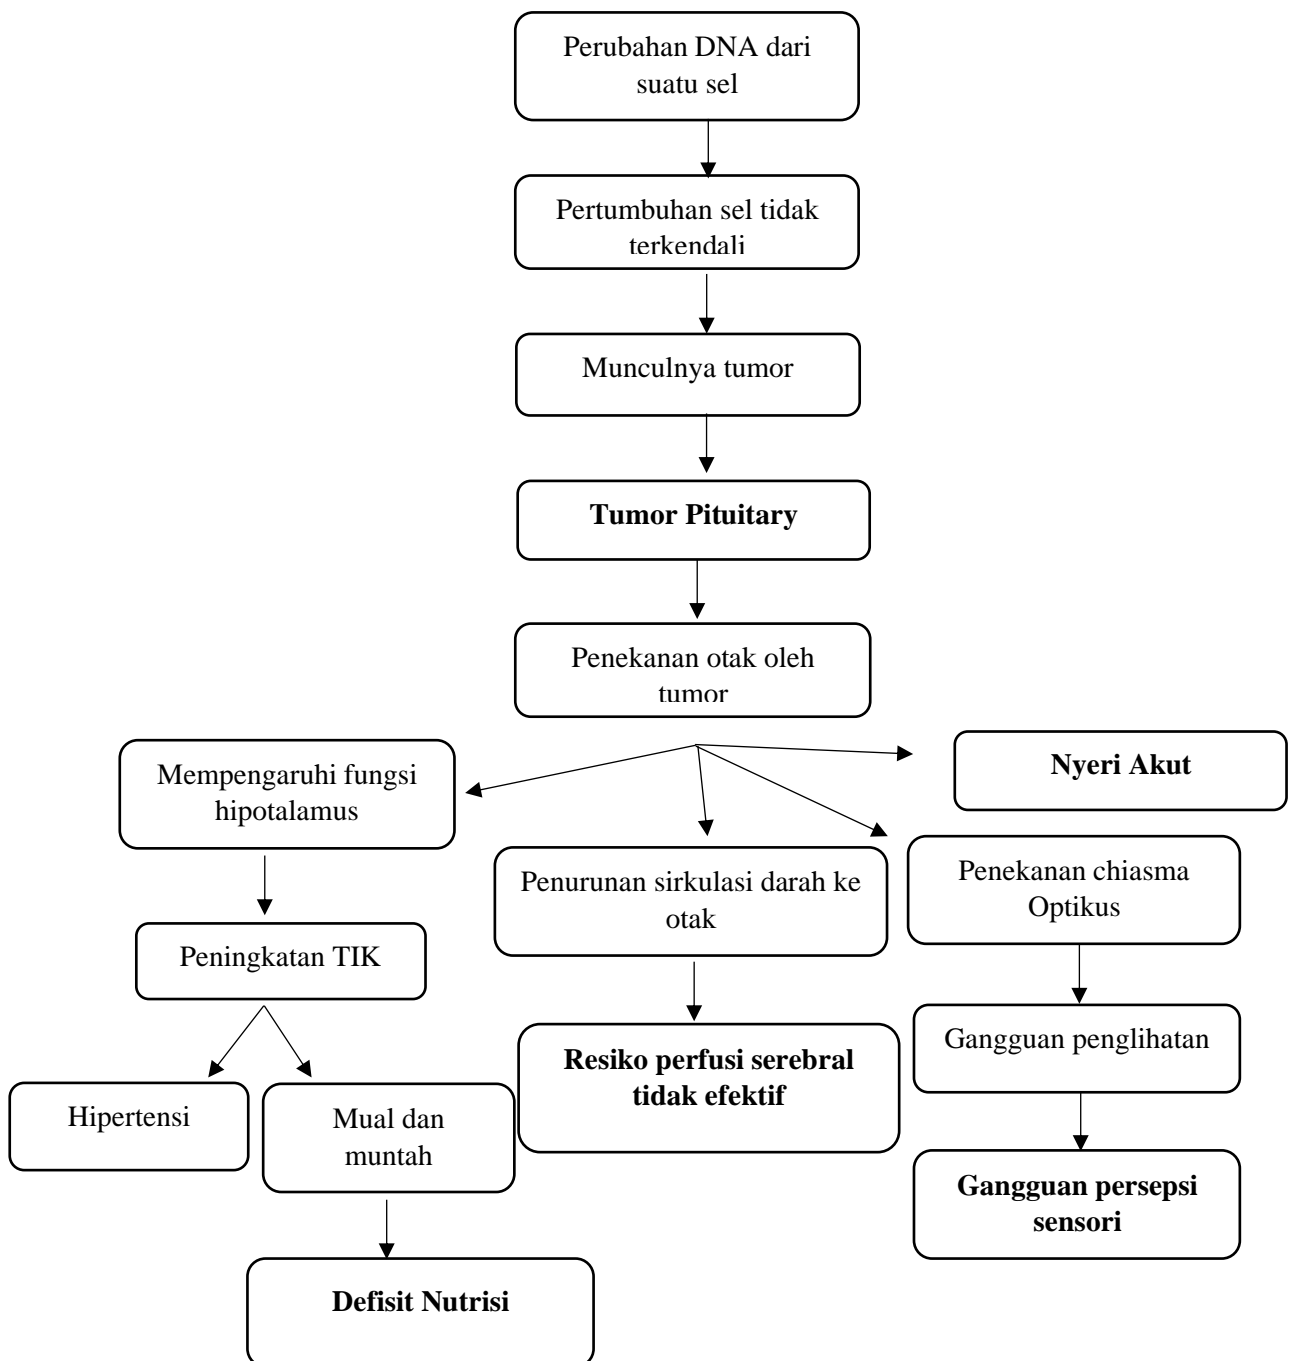 Perubahan DNA dari
suatu sel
Pertumbuhan sel tidak
terkendali
Munculnya tumor
Tumor Pituitary
Penekanan otak oleh
tumor
Mempengaruhi fungsi
hipotalamus
Nyeri Akut
Penurunan sirkulasi darah ke
otak
Penekanan chiasma
Optikus
Peningkatan TIK
Gangguan penglihatan
Resiko perfusi serebral
tidak efektif
Hipertensi
Mual dan
muntah
Gangguan persepsi
sensori
Defisit Nutrisi